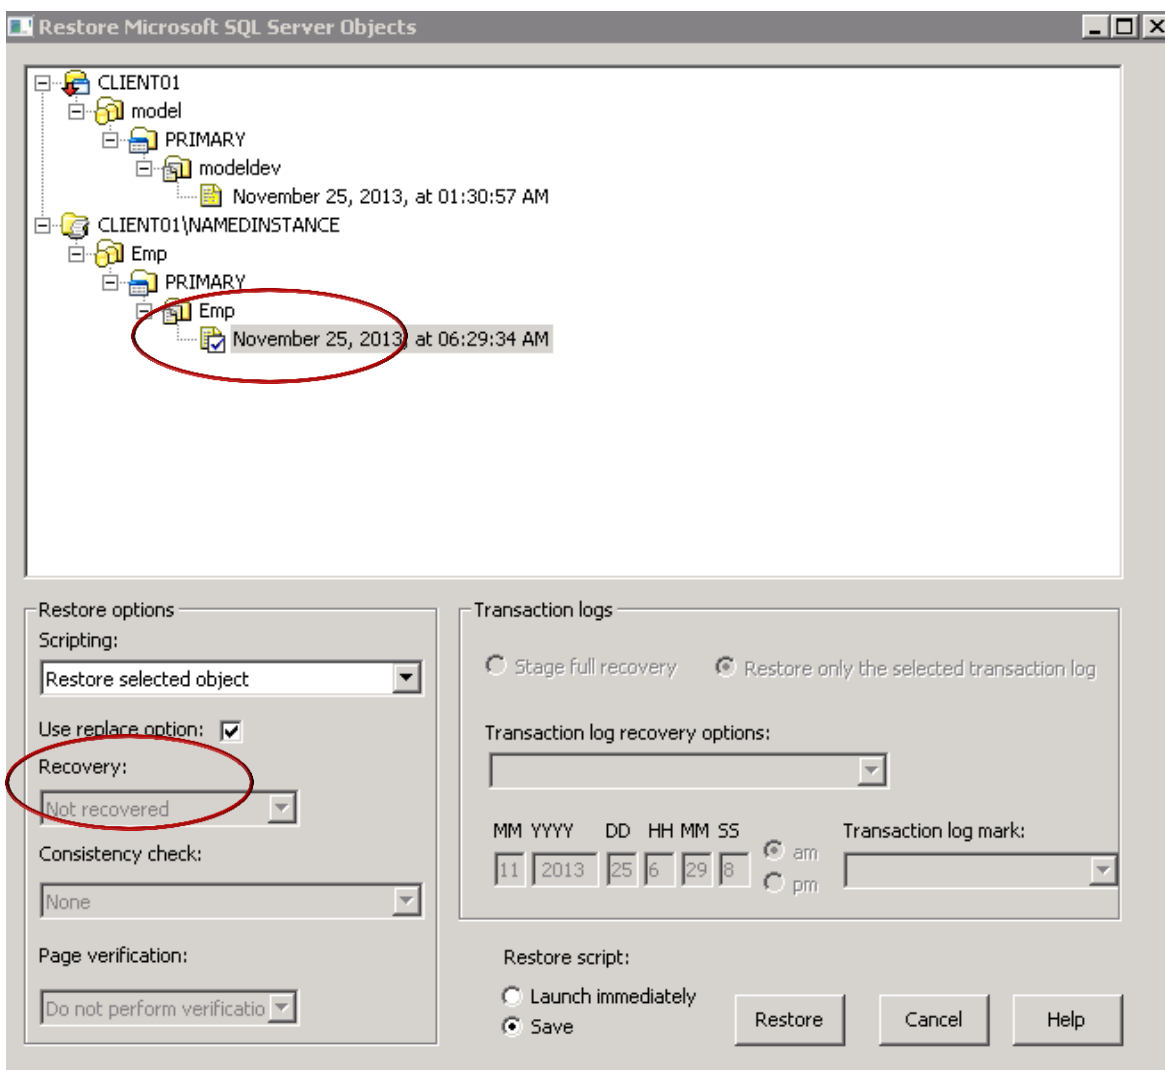 Restore Microsoft SQL Server Objects
CLIENT01
model
PRIMARY
modeldev
November 25, 2013, at 01:30:57 AM
CLIENT01\NAMEDINSTANCE
Emp
PRIMARY
Emp
November 25, 2013, at 06:29:34 AM
Restore options
Scripting:
Restore selected object
Use replace option:
Recovery:
Not recovered
Consistency check:
None
Page verification:
Do not perform verificatio
Transaction logs
Stage full recovery
Restore only the selected transaction log
Transaction log recovery options:
MM YYYY DD HH MM SS
11 2013 25 6 29 8
am
pm
Transaction log mark:
Restore script:
Launch immediately
Save
Restore
Cancel
Help